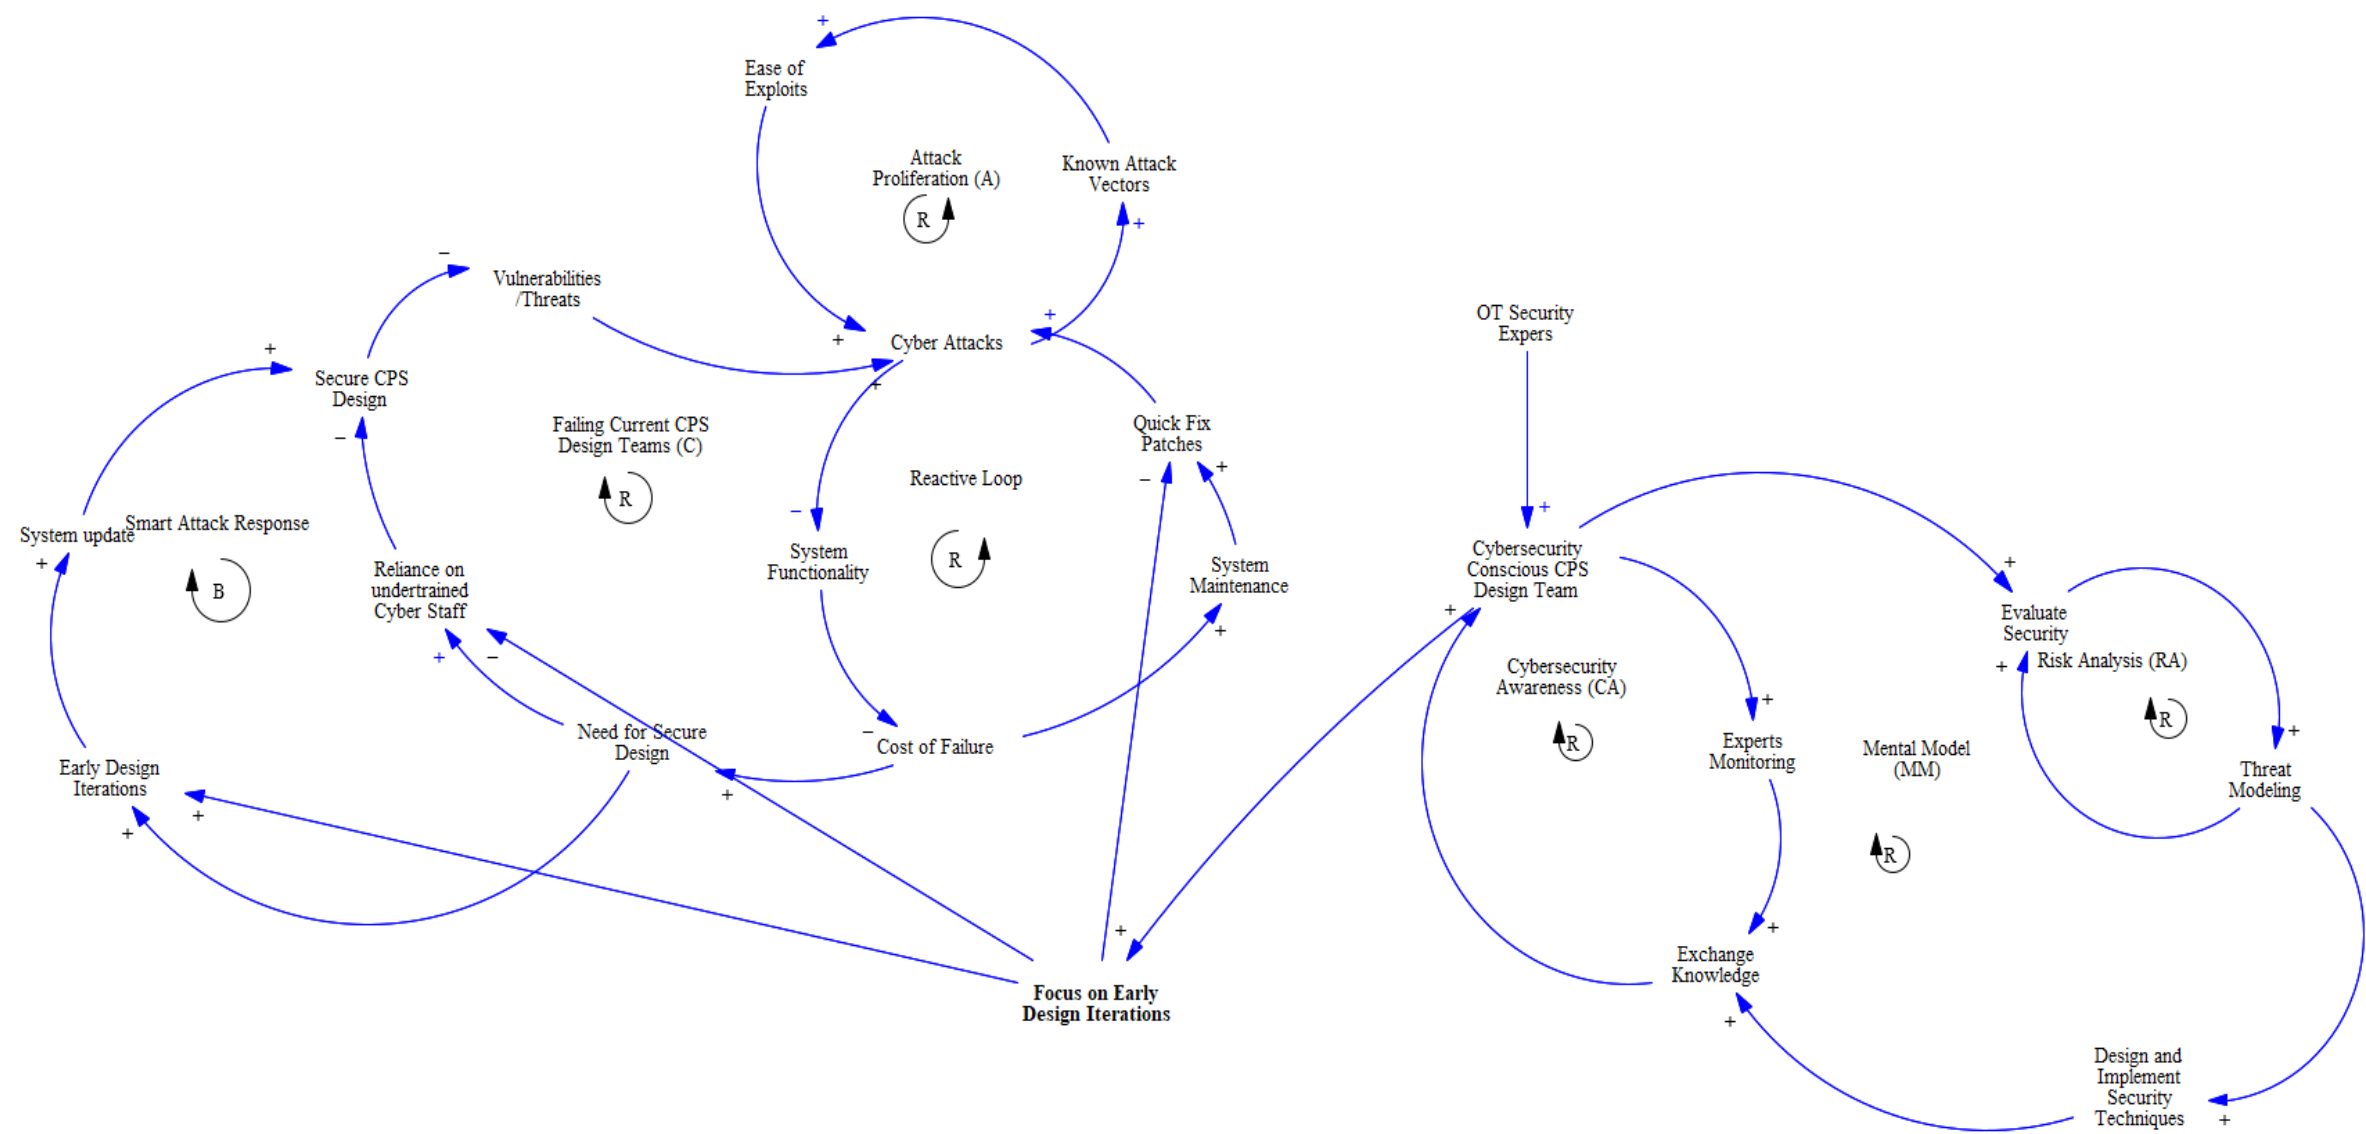 +
Ease of
Exploits
Attack
Proliferation (A)
R
Known Attack
Vectors
+
−
Vulnerabilities
/Threats
+
+
Cyber Attacks
+
OT Security
Expers
+
Secure CPS
Design
−
Failing Current CPS
Design Teams (C)
R
Quick Fix
Patches
−
+
Reactive Loop
R
−
System
Functionality
System
Maintenance
+
System update
+
Smart Attack Response
B
Reliance on
undertrained
Cyber Staff
+
−
+
Cybersecurity
Conscious CPS
Design Team
+
+
Evaluate
Security
+
Risk Analysis (RA)
R
Cybersecurity
Awareness (CA)
R
+
Experts
Monitoring
Mental Model
(MM)
R
+
Threat
Modeling
Need for Secure
Design
+
−
Cost of Failure
Early Design
Iterations
+
+
+
Focus on Early
Design Iterations
+
Exchange
Knowledge
+
Design and
Implement
Security
Techniques
+